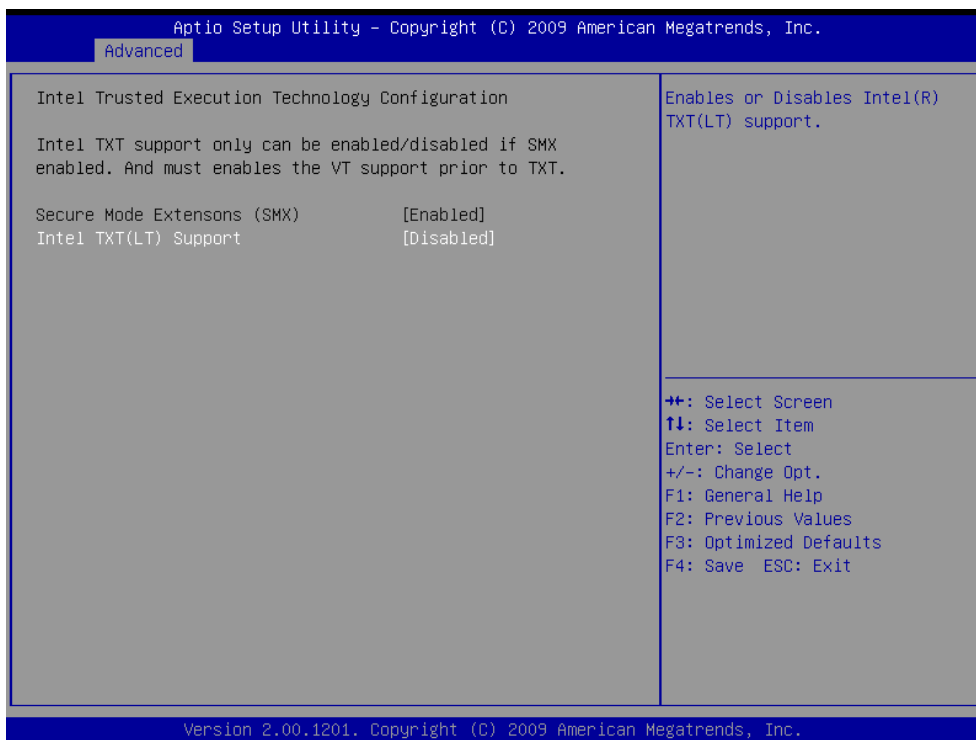 Aptio Setup Utility – Copyright (C) 2009 American Megatrends, Inc.
Advanced
Intel Trusted Execution Technology Configuration
Intel TXT support only can be enabled/disabled if SMX
enabled. And must enables the VT support prior to TXT.
Secure Mode Extensons (SMX) [Enabled]
Intel TXT(LT) Support [Disabled]
Enables or Disables Intel(R)
TXT(LT) support.
→←: Select Screen
↑↓: Select Item
Enter: Select
+/-: Change Opt.
F1: General Help
F2: Previous Values
F3: Optimized Defaults
F4: Save ESC: Exit
Version 2.00.1201. Copyright (C) 2009 American Megatrends, Inc.